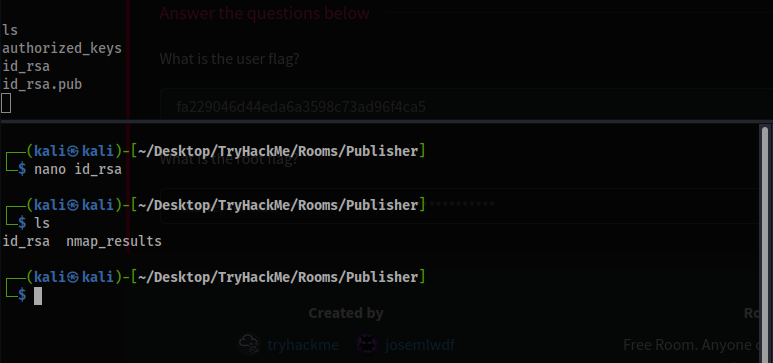 Answer the questions below
ls
authorized_keys
id_rsa
id_rsa.pub
What is the user flag?
fa229046d44eda6a3598c73ad96f4ca5
┌──(kali㉿kali)-[~/Desktop/TryHackMe/Rooms/Publisher]
└─$ nano id_rsa
What is the root flag?
┌──(kali㉿kali)-[~/Desktop/TryHackMe/Rooms/Publisher]
└─$ ls
id_rsa  nmap_results
┌──(kali㉿kali)-[~/Desktop/TryHackMe/Rooms/Publisher]
└─$
Created by
tryhackme josemlwdf
Free Room. Anyone